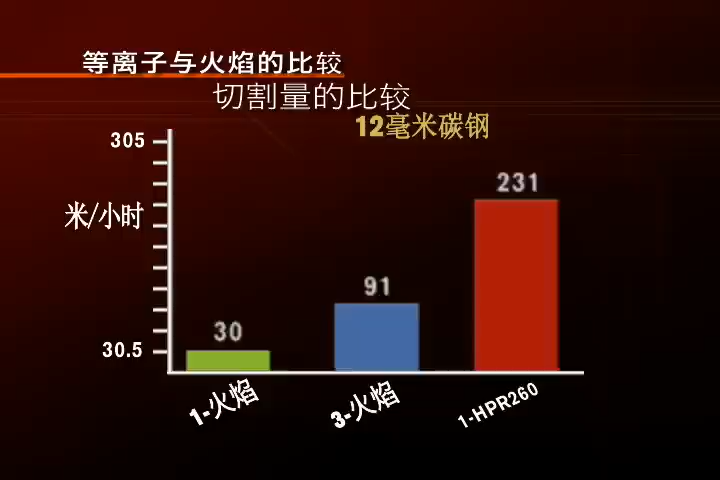 等离子与火焰的比较
切割量的比较
12毫米碳钢
305
米/小时
30.5
30
91
231
1-火焰
3-火焰
1-HPR260